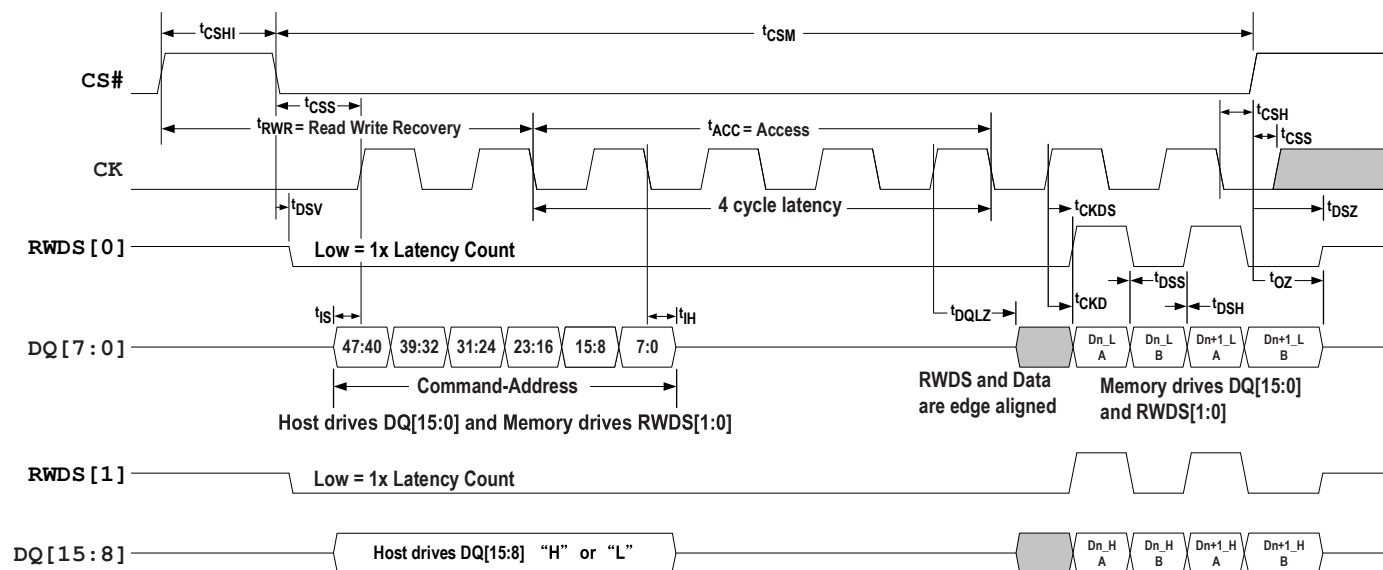 tCSHI
tCSM
CS#
tCSS
tCSH
tRWR = Read Write Recovery
tACC = Access
tCSS
CK
4 cycle latency
tDSV
tCKDS
tDSZ
RWDS[0]
Low = 1x Latency Count
tDSS
tOZ
tIS
tIH
tDQLZ
tCKD
tDSH
DQ[7:0]
47:40 39:32 31:24 23:16 15:8 7:0
Dn_L A
Dn_L B
Dn+1_L A
Dn+1_L B
Command-Address
RWDS and Data
are edge aligned
Memory drives DQ[15:0]
and RWDS[1:0]
Host drives DQ[15:0] and Memory drives RWDS[1:0]
RWDS[1]
Low = 1x Latency Count
DQ[15:8]
Host drives DQ[15:8] “H” or “L”
Dn_H A
Dn_H B
Dn+1_H A
Dn+1_H B